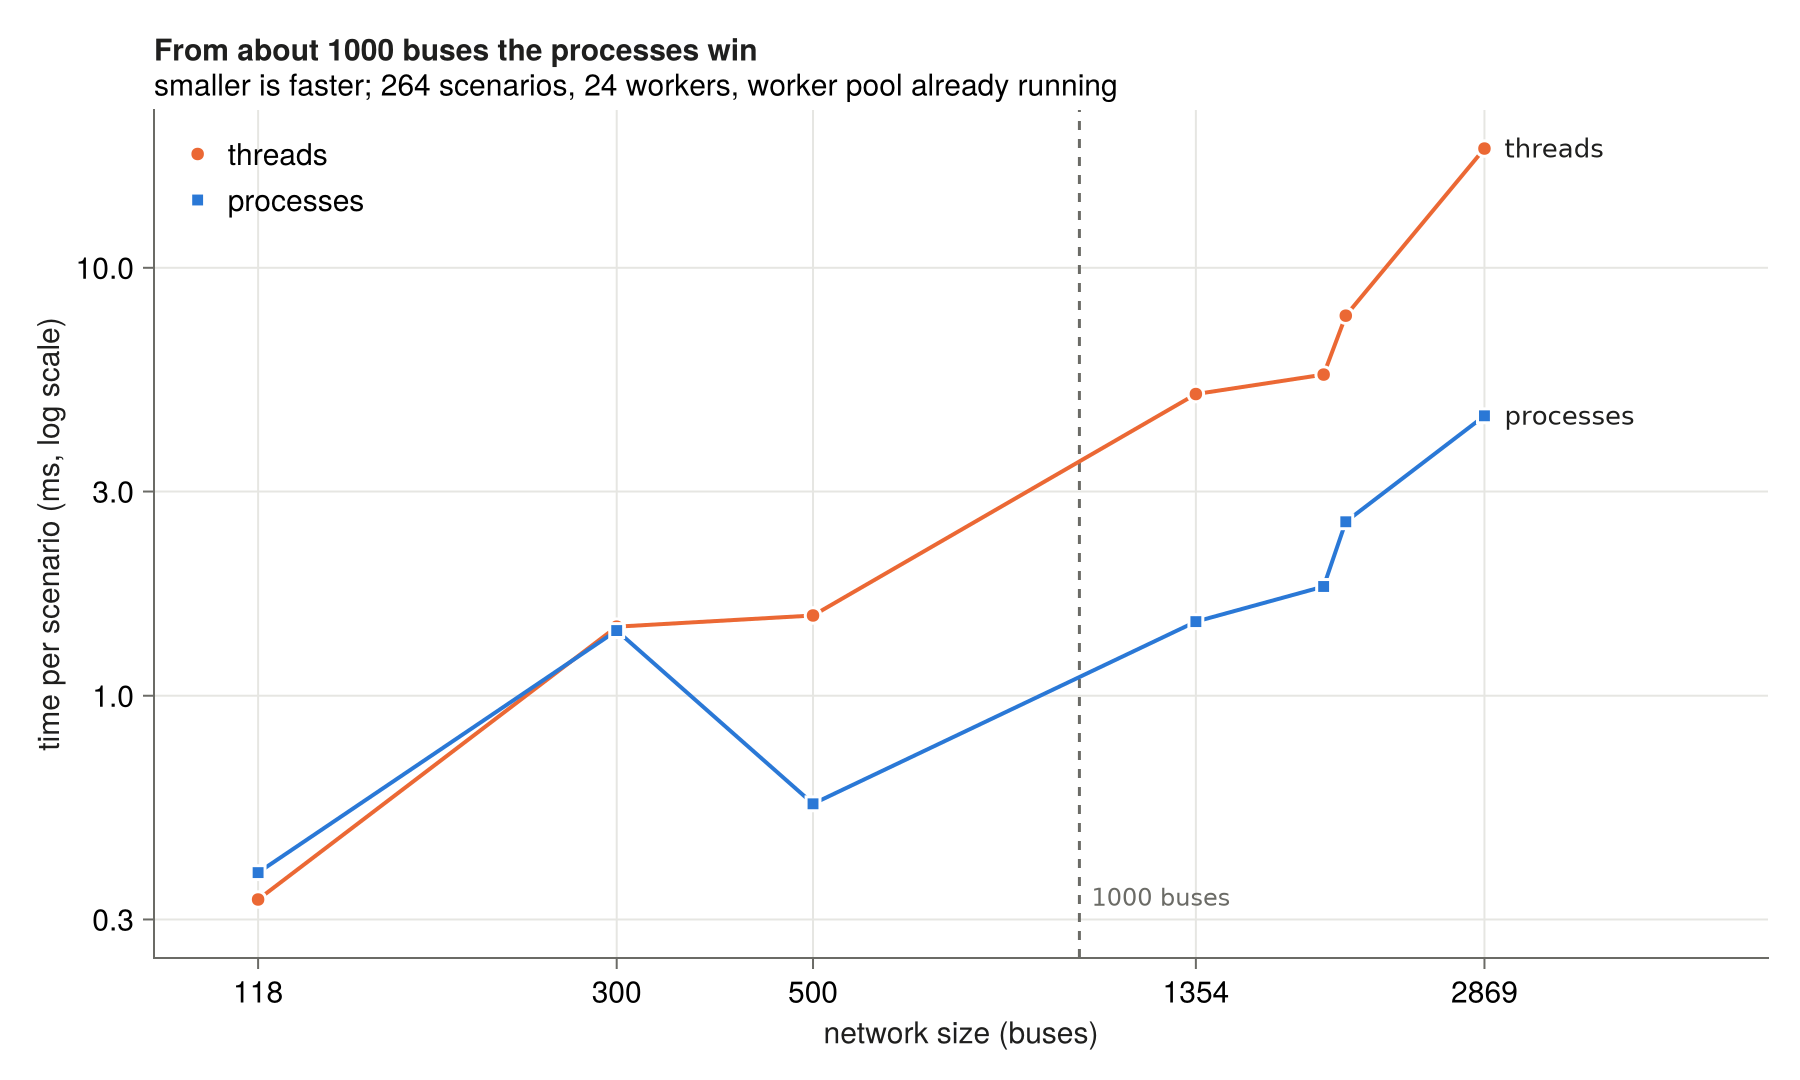 From about 1000 buses the processes win
smaller is faster; 264 scenarios, 24 workers, worker pool already running
threads
processes
threads
processes
1000 buses
10.0
3.0
1.0
0.3
time per scenario (ms, log scale)
118 300 500 1354 2869
network size (buses)